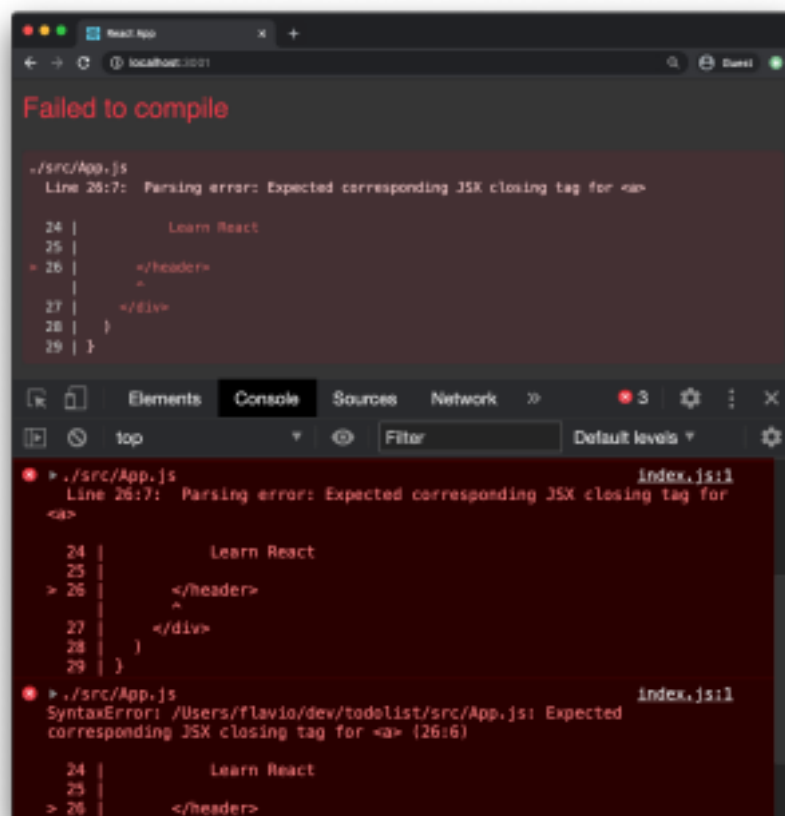 React App
localhost:3001
Guest
Failed to compile
./src/App.js
Line 26:7: Parsing error: Expected corresponding JSX closing tag for <a>
24 | Learn React
25 |
> 26 | </header>
| ^
27 | </div>
28 | )
29 | }
Elements Console Sources Network » 3
top Filter Default levels ▼
./src/App.js index.js:1
Line 26:7: Parsing error: Expected corresponding JSX closing tag for
<a>
24 | Learn React
25 |
> 26 | </header>
| ^
27 | </div>
28 | )
29 | }
./src/App.js index.js:1
SyntaxError: /Users/flavio/dev/todolist/src/App.js: Expected
corresponding JSX closing tag for <a> (26:6)
24 | Learn React
25 |
> 26 | </header>